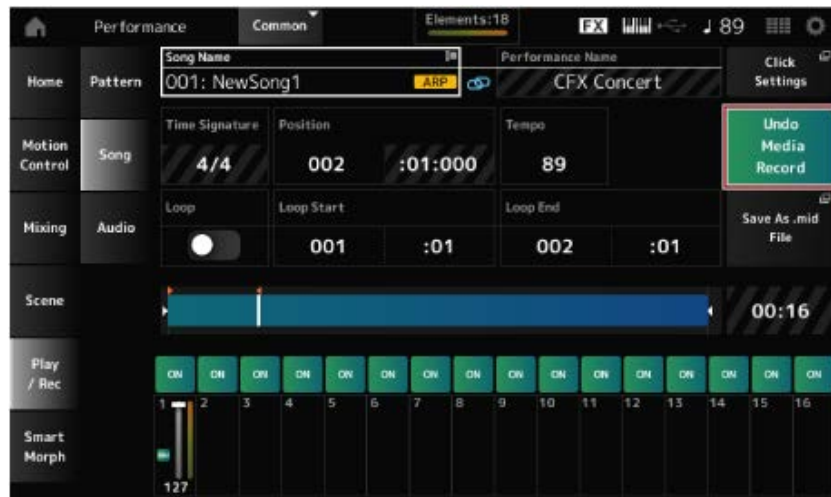 Performance
Common
Elements:18
FX
♩ 89
Home
Pattern
Song Name
001: NewSong1
ARP
Performance Name
CFX Concert
Click
Settings
Motion
Control
Song
Time Signature
4/4
Position
002
:01:000
Tempo
89
Undo
Media
Record
Mixing
Audio
Loop
Loop Start
001
:01
Loop End
002
:01
Save As .mid
File
Scene
00:16
Play
/ Rec
ON ON ON ON ON ON ON ON ON ON ON ON ON ON ON ON
1 2 3 4 5 6 7 8 9 10 11 12 13 14 15 16
Smart
Morph
127